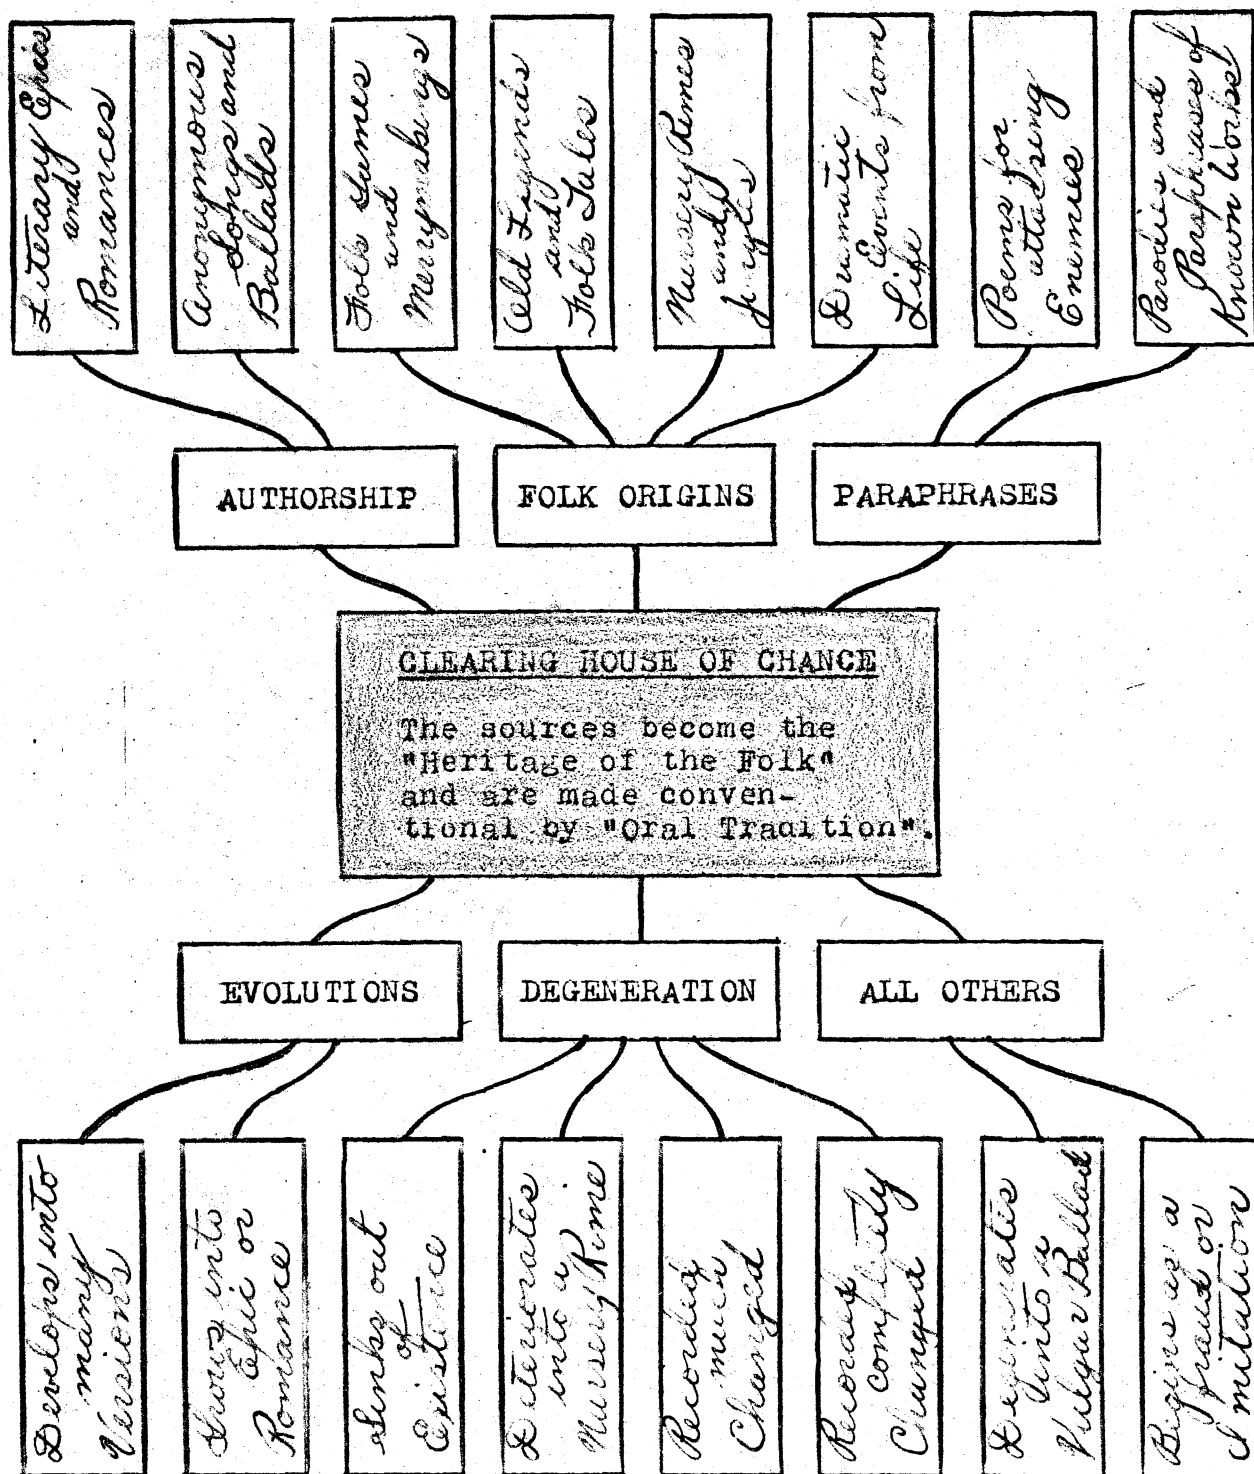 Literary Epics
and
Romances
Anonymous
Songs and
Ballads
Folk Games
and
Merrymakings
Old Legends
and
Folk Tales
Nursery Rimes
and
Jingles
Dramatic
Events from
Life
Poems for
attacking
Enemies
Parodies and
Paraphrases of
Known Works
AUTHORSHIP
FOLK ORIGINS
PARAPHRASES
CLEARING HOUSE OF CHANCE
The sources become the
"Heritage of the Folk"
and are made conven-
tional by "Oral Tradition".
EVOLUTIONS
DEGENERATION
ALL OTHERS
Develops into
many
Versions
Grows into
Epic or
Romance
Sinks out
of
Existence
Deteriorates
into a
Nursery Rime
Recorded
much
Changed
Recorded
completely
Changed
Degenerates
into a
Vulgar Ballad
Begins as a
fraud or
Imitation